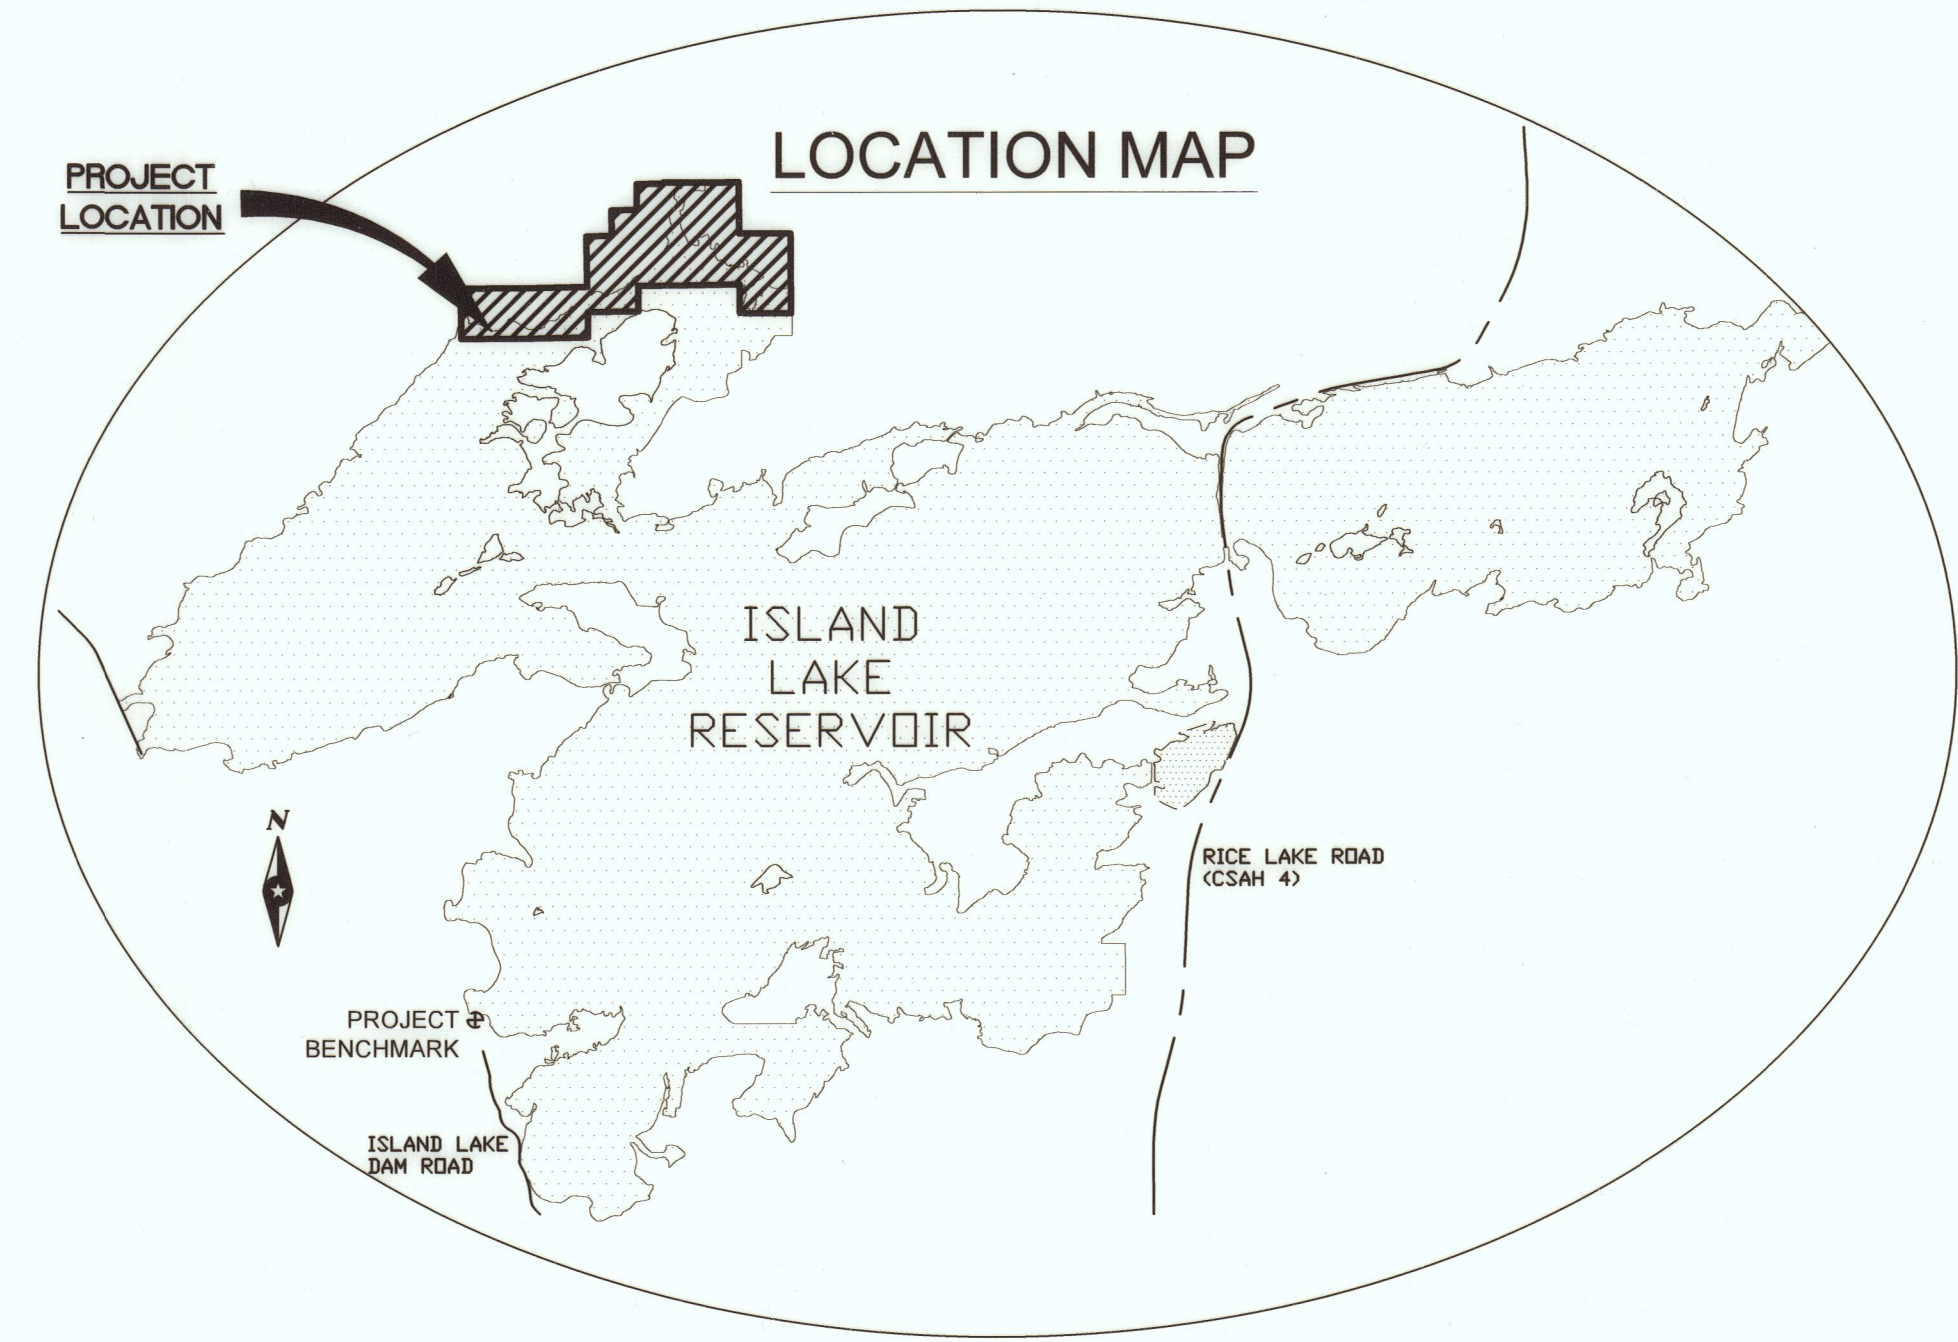 LOCATION MAP
PROJECT
LOCATION
ISLAND
LAKE
RESERVOIR
N
RICE LAKE ROAD
(CSAH 4)
PROJECT
BENCHMARK
ISLAND LAKE
DAM ROAD